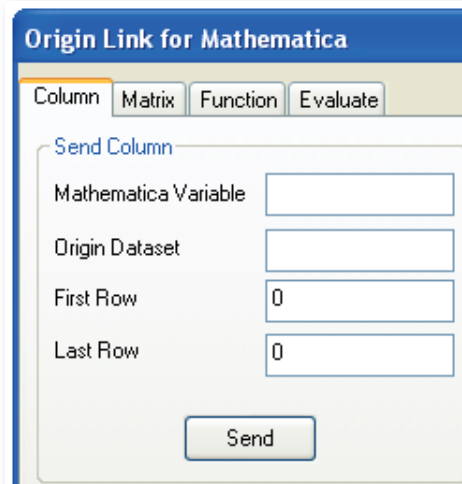 Origin Link for Mathematica
Column Matrix Function Evaluate
Send Column
Mathematica Variable
Origin Dataset
First Row 0
Last Row 0
Send